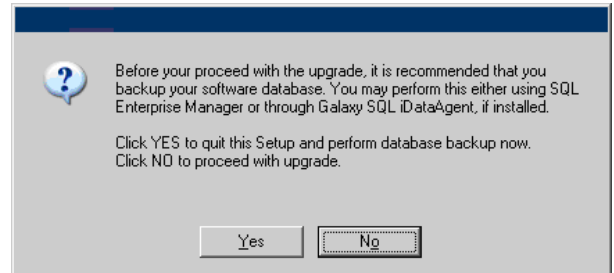 Before your proceed with the upgrade, it is recommended that you
backup your software database. You may perform this either using SQL
Enterprise Manager or through Galaxy SQL iDataAgent, if installed.
Click YES to quit this Setup and perform database backup now.
Click NO to proceed with upgrade.
Yes No